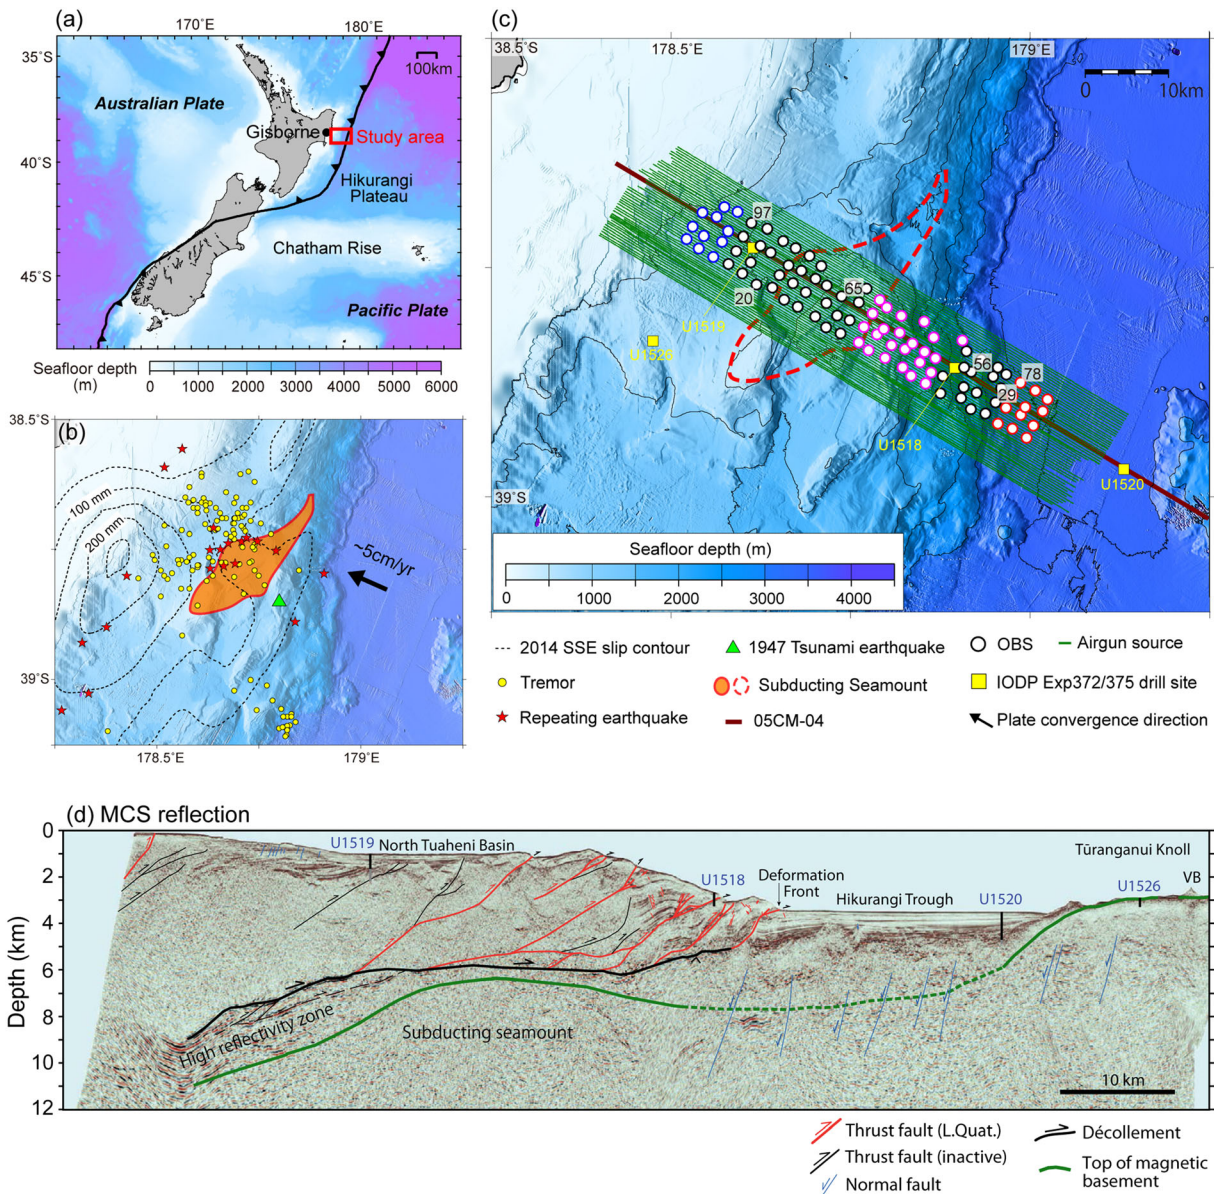 (a)
170°E
180°E
35°S
40°S
45°S
100km
Australian Plate
Gisborne
Study area
Hikurangi
Plateau
Chatham Rise
Pacific Plate
Seafloor depth
(m)
0 1000 2000 3000 4000 5000 6000
(b)
38.5°S
39°S
100 mm
200 mm
~5cm/yr
178.5°E
179°E
(c)
38.5°S
178.5°E
179°E
0 10km
97
65
20
U1519
U1526
56
78
29
U1518
U1520
39°S
Seafloor depth (m)
0 1000 2000 3000 4000
2014 SSE slip contour
1947 Tsunami earthquake
OBS
Airgun source
Tremor
Subducting Seamount
IODP Exp372/375 drill site
Repeating earthquake
05CM-04
Plate convergence direction
(d) MCS reflection
Depth (km)
0
2
4
6
8
10
12
U1519
North Tuaheni Basin
U1518
Deformation
Front
Hikurangi Trough
U1520
Tūranganui Knoll
U1526
VB
High reflectivity zone
Subducting seamount
10 km
Thrust fault (L.Quat.)
Décollement
Thrust fault (inactive)
Top of magnetic
basement
Normal fault